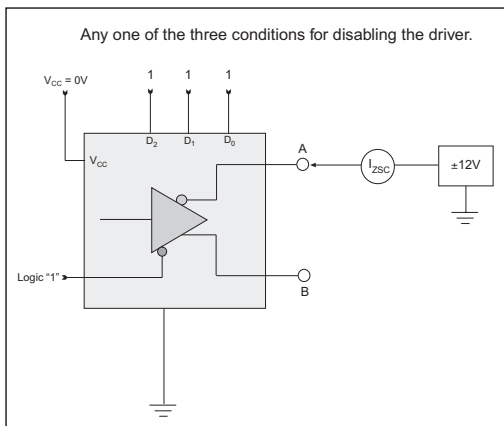 Any one of the three conditions for disabling the driver.
V_CC = 0V
1 1 1
D_2 D_1 D_0
V_CC
A
I_ZSC
±12V
Logic “1”
B